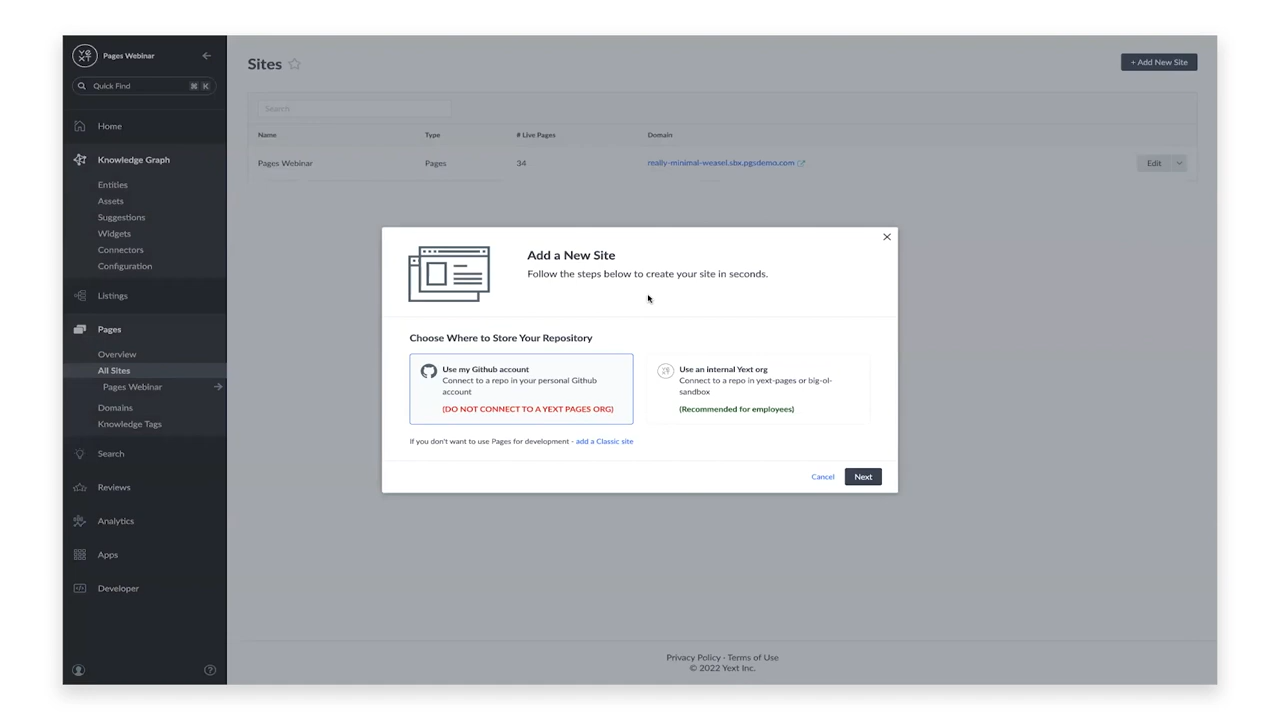 YEXT Pages Webinar
Quick Find ⌘ K
Home
Knowledge Graph
Entities
Assets
Suggestions
Widgets
Connectors
Configuration
Listings
Pages
Overview
All Sites
Pages Webinar
Domains
Knowledge Tags
Search
Reviews
Analytics
Apps
Developer
Sites
+ Add New Site
Search
Name Type # Live Pages Domain
Pages Webinar Pages 34 really-minimal-weasel.sbx.pgsdemo.com Edit
Add a New Site
Follow the steps below to create your site in seconds.
Choose Where to Store Your Repository
Use my Github account
Connect to a repo in your personal Github
account
(DO NOT CONNECT TO A YEXT PAGES ORG)
Use an internal Yext org
Connect to a repo in yext-pages or big-ol-
sandbox
(Recommended for employees)
If you don't want to use Pages for development - add a Classic site
Cancel Next
Privacy Policy - Terms of Use
© 2022 Yext Inc.